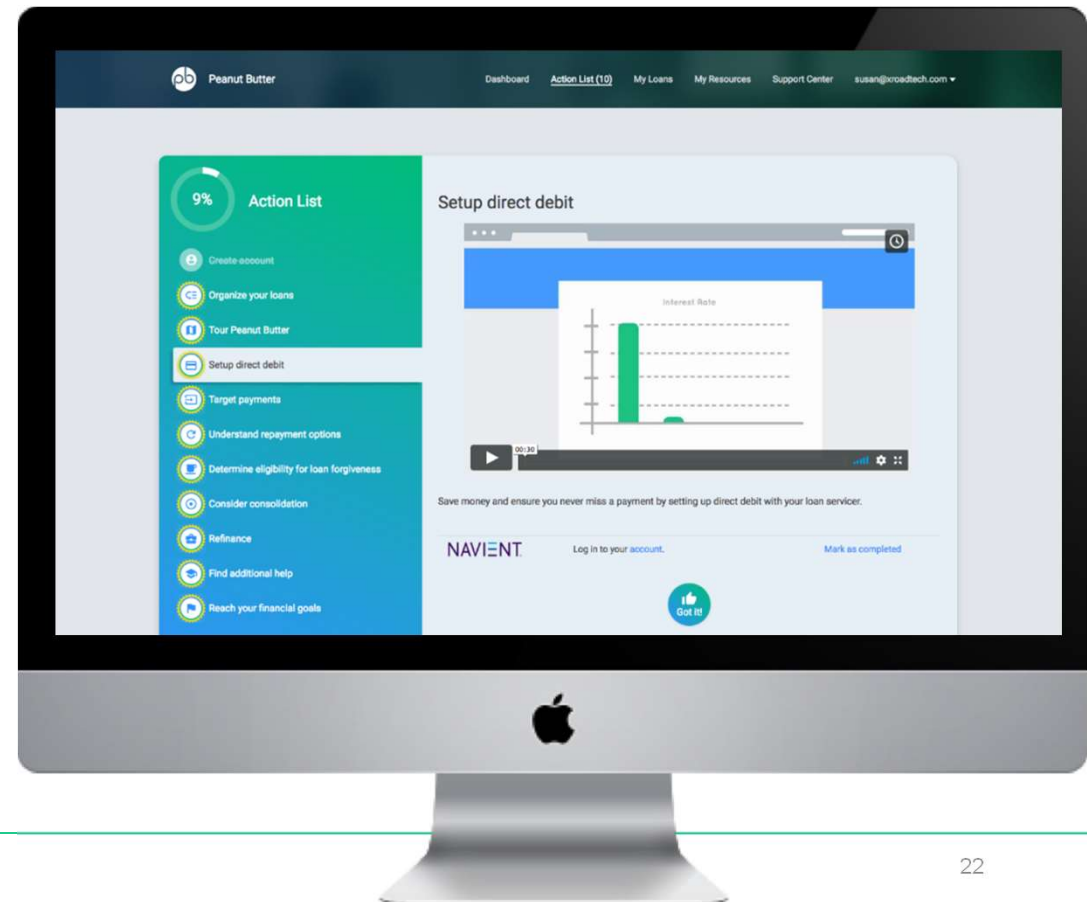 pb Peanut Butter
Dashboard Action List (10) My Loans My Resources Support Center susan@xroadtech.com
9% Action List
Create account
Organize your loans
Tour Peanut Butter
Setup direct debit
Target payments
Understand repayment options
Determine eligibility for loan forgiveness
Consider consolidation
Refinance
Find additional help
Reach your financial goals
Setup direct debit
Interest Rate
00:30
Save money and ensure you never miss a payment by setting up direct debit with your loan servicer.
NAVIENT. Log in to your account. Mark as completed
Got it!
22